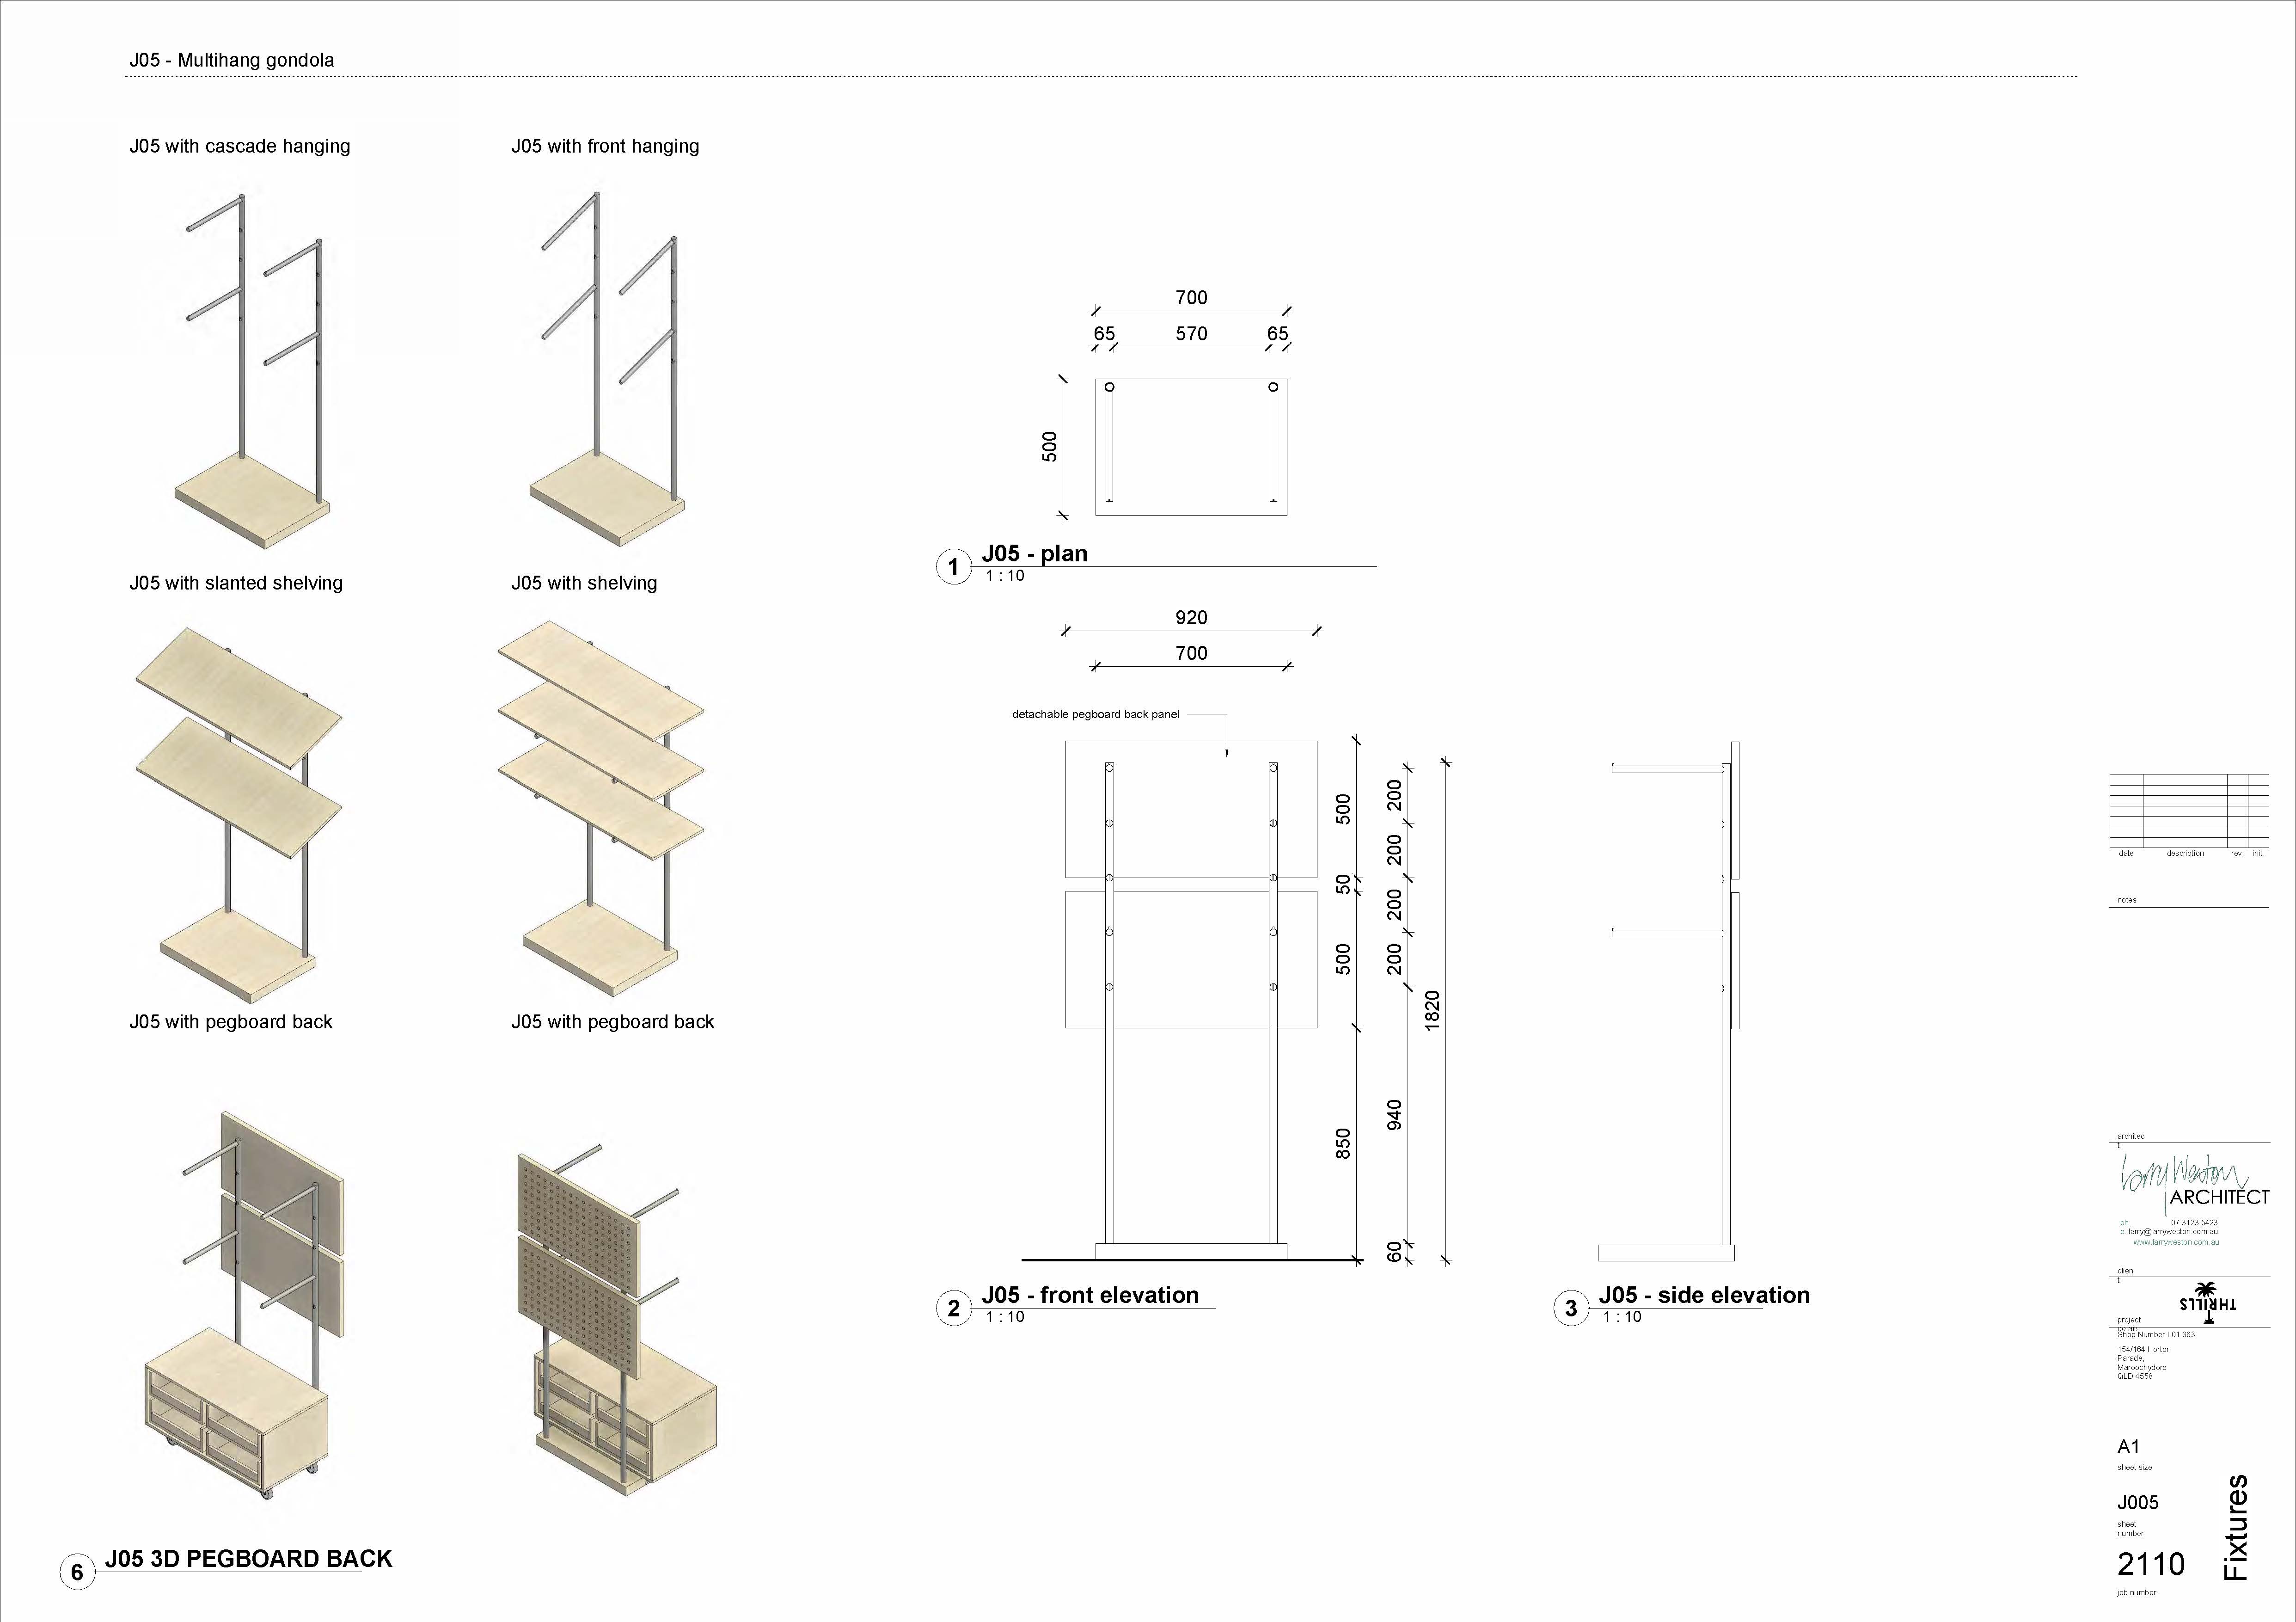 J05 - Multihang gondola
J05 with cascade hanging
J05 with front hanging
J05 with slanted shelving
J05 with shelving
J05 with pegboard back
J05 with pegboard back
6 J05 3D PEGBOARD BACK
700
65 570 65
500
1 J05 - plan
1 : 10
920
700
detachable pegboard back panel
500
50
500
850
200
200
200
200
940
60
1820
2 J05 - front elevation
1 : 10
3 J05 - side elevation
1 : 10
date description rev. init.
notes
architec
t
Larry Weston
ARCHITECT
ph. 07 3123 5423
e. larry@larryweston.com.au
www.larryweston.com.au
clien
t
THRILLS
project
details
Shop Number L01 363
154/164 Horton
Parade,
Maroochydore
QLD 4558
A1
sheet size
J005
sheet
number
2110
job number
Fixtures